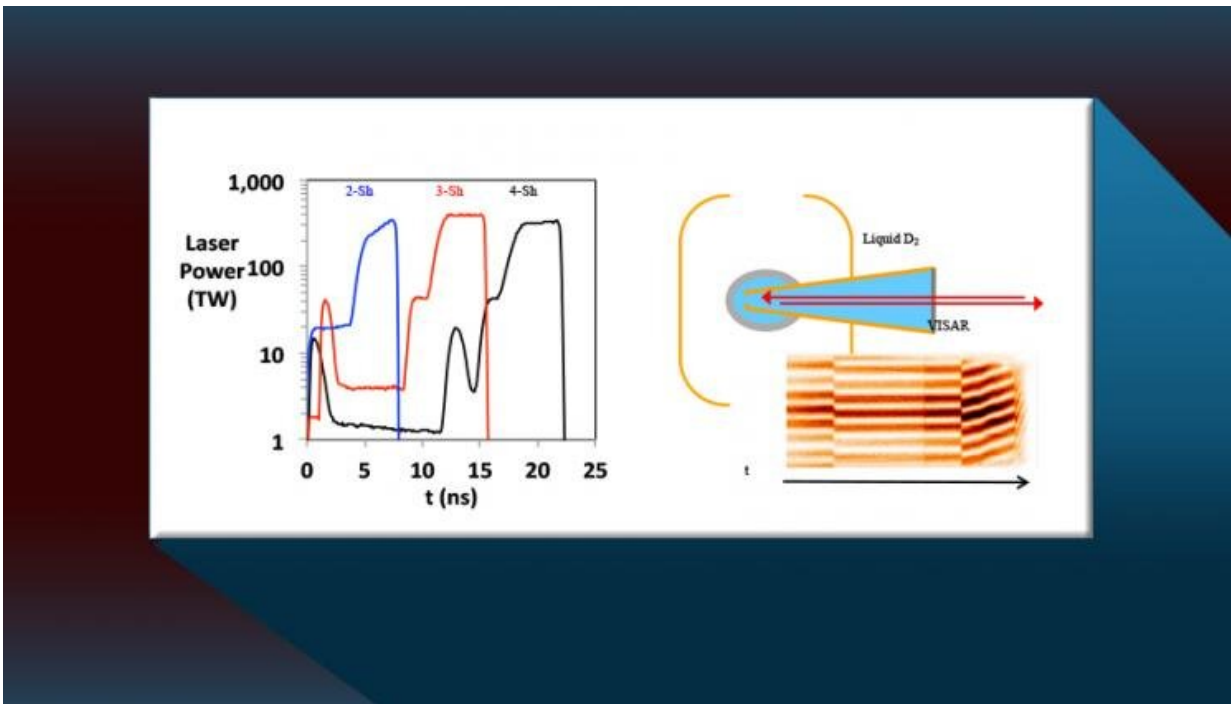 1,000
100
10
1
Laser
Power
(TW)
2-Sh 3-Sh 4-Sh
0 5 10 15 20 25
t (ns)
Liquid D₂
VISAR
t